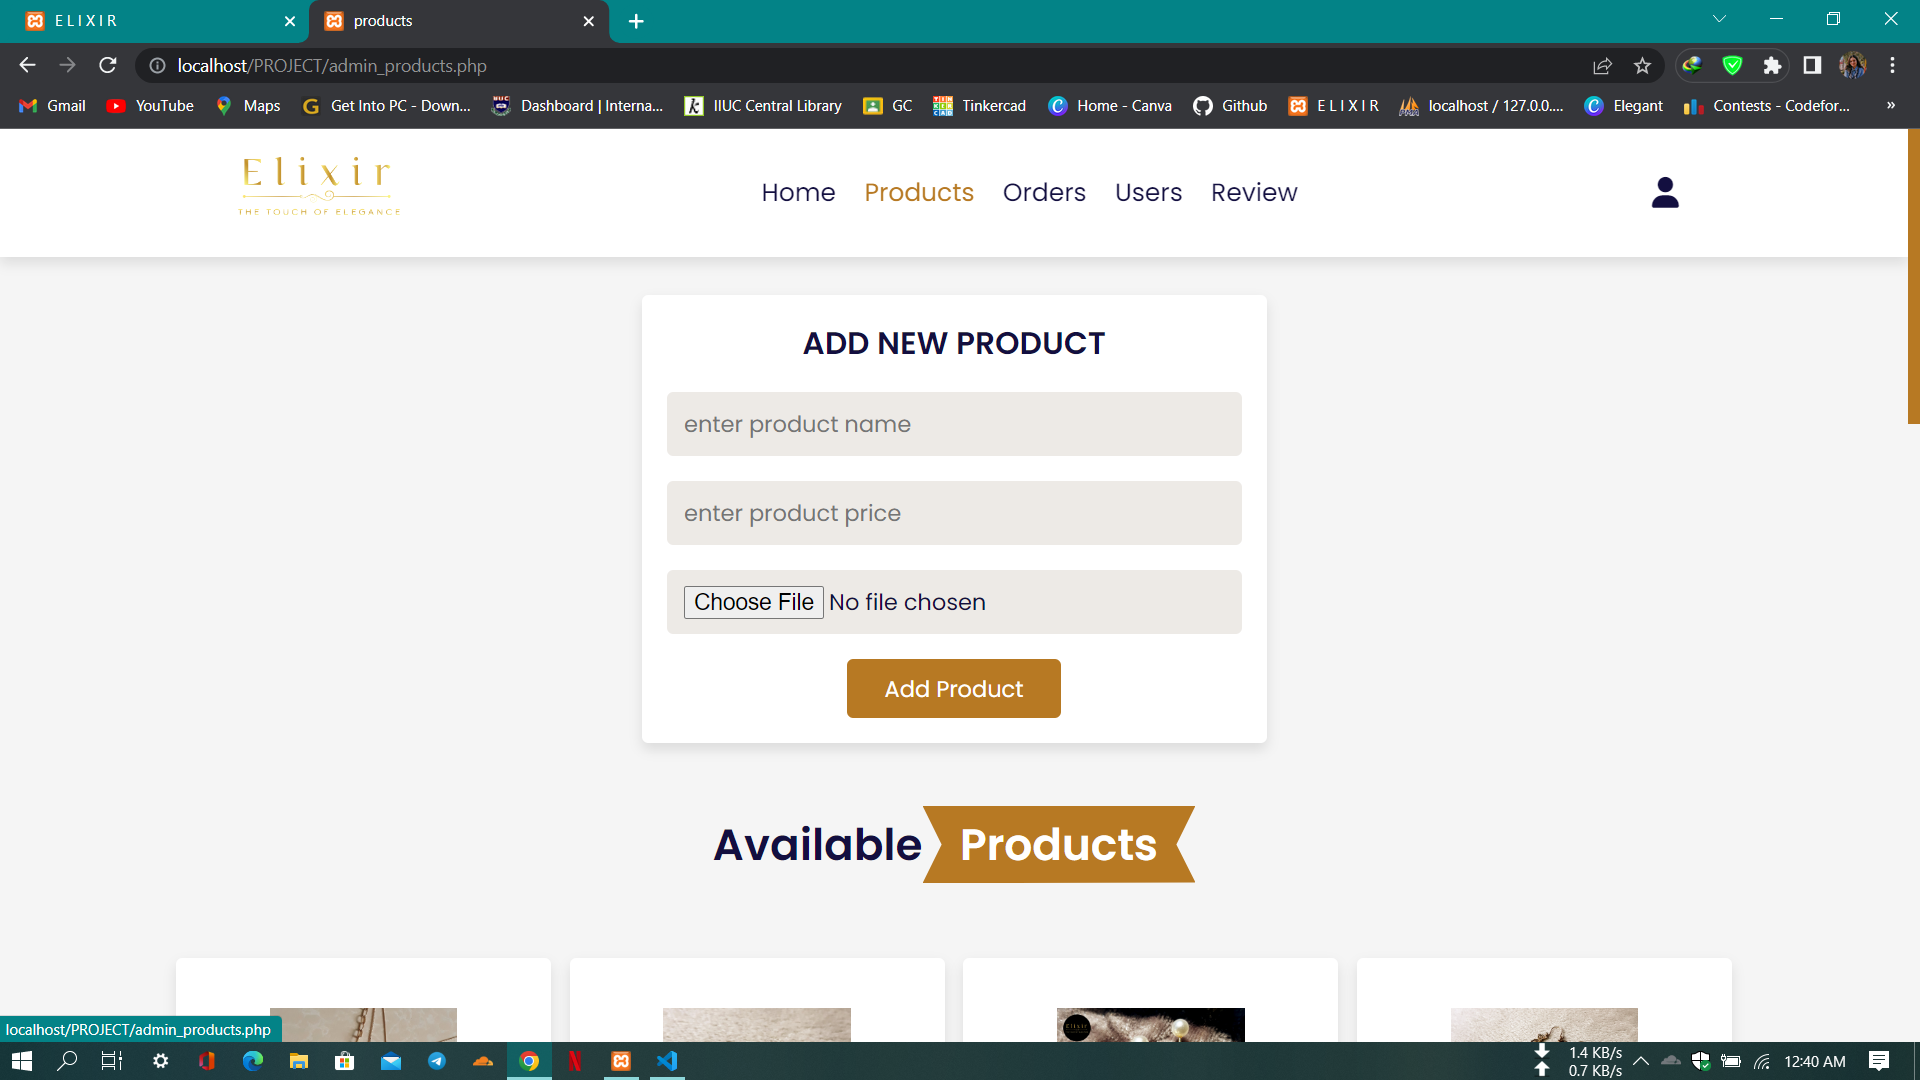 E L I X I R
products
localhost/PROJECT/admin_products.php
Gmail
YouTube
Maps
Get Into PC - Down...
Dashboard | Interna...
IIUC Central Library
GC
Tinkercad
Home - Canva
Github
E L I X I R
localhost / 127.0.0....
Elegant
Contests - Codefor...
»
Elixir
THE TOUCH OF ELEGANCE
Home
Products
Orders
Users
Review
ADD NEW PRODUCT
enter product name
enter product price
Choose File No file chosen
Add Product
Available Products
localhost/PROJECT/admin_products.php
1.4 KB/s
0.7 KB/s
12:40 AM